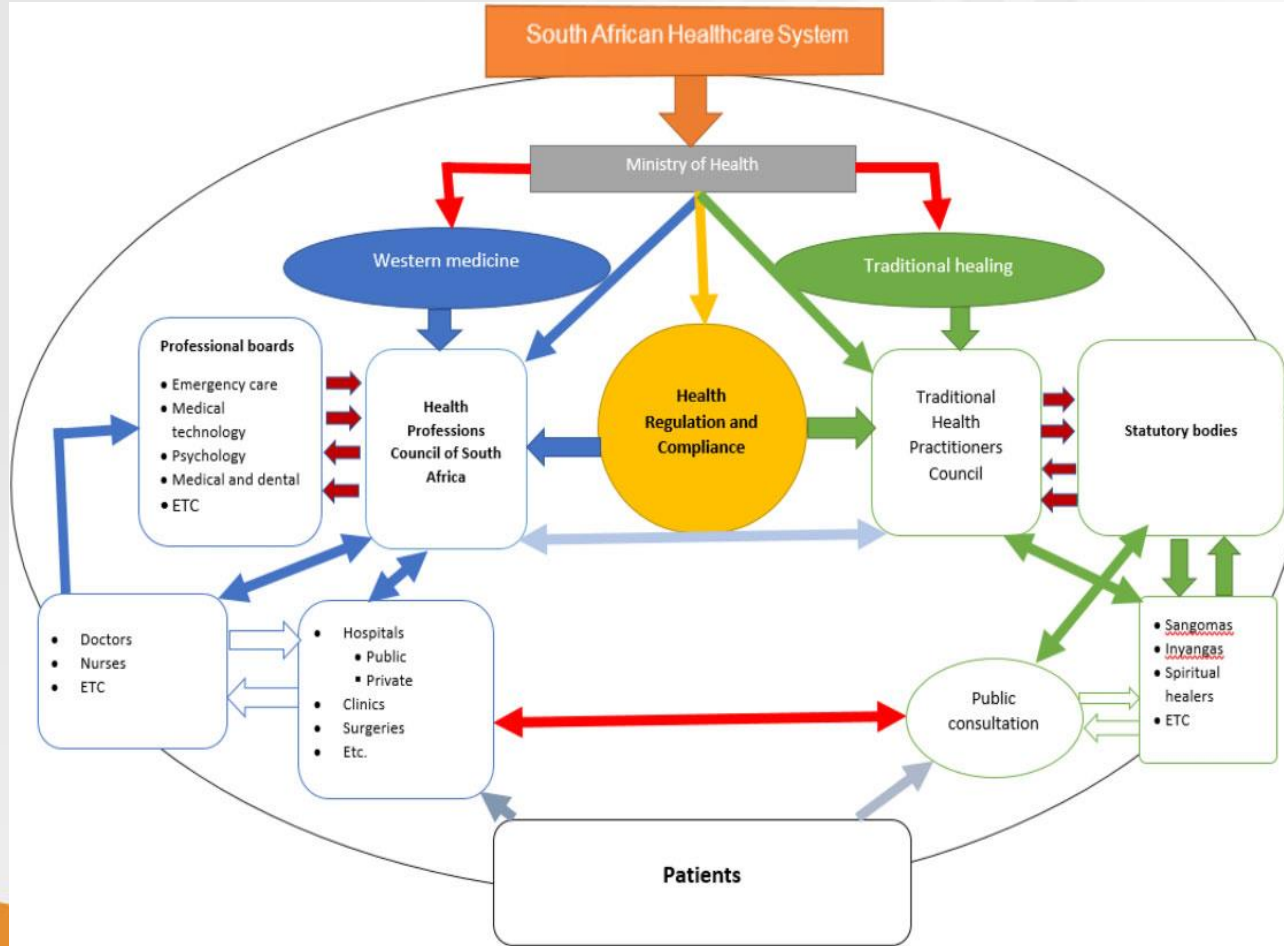 South African Healthcare System
Ministry of Health
Western medicine
Traditional healing
Professional boards
• Emergency care
• Medical
technology
• Psychology
• Medical and dental
• ETC
Health
Professions
Council of South
Africa
Health
Regulation and
Compliance
Traditional
Health
Practitioners
Council
Statutory bodies
• Doctors
• Nurses
• ETC
• Hospitals
• Public
▪ Private
• Clinics
• Surgeries
• Etc.
Public
consultation
• Sangomas
• Inyangas
• Spiritual
healers
• ETC
Patients